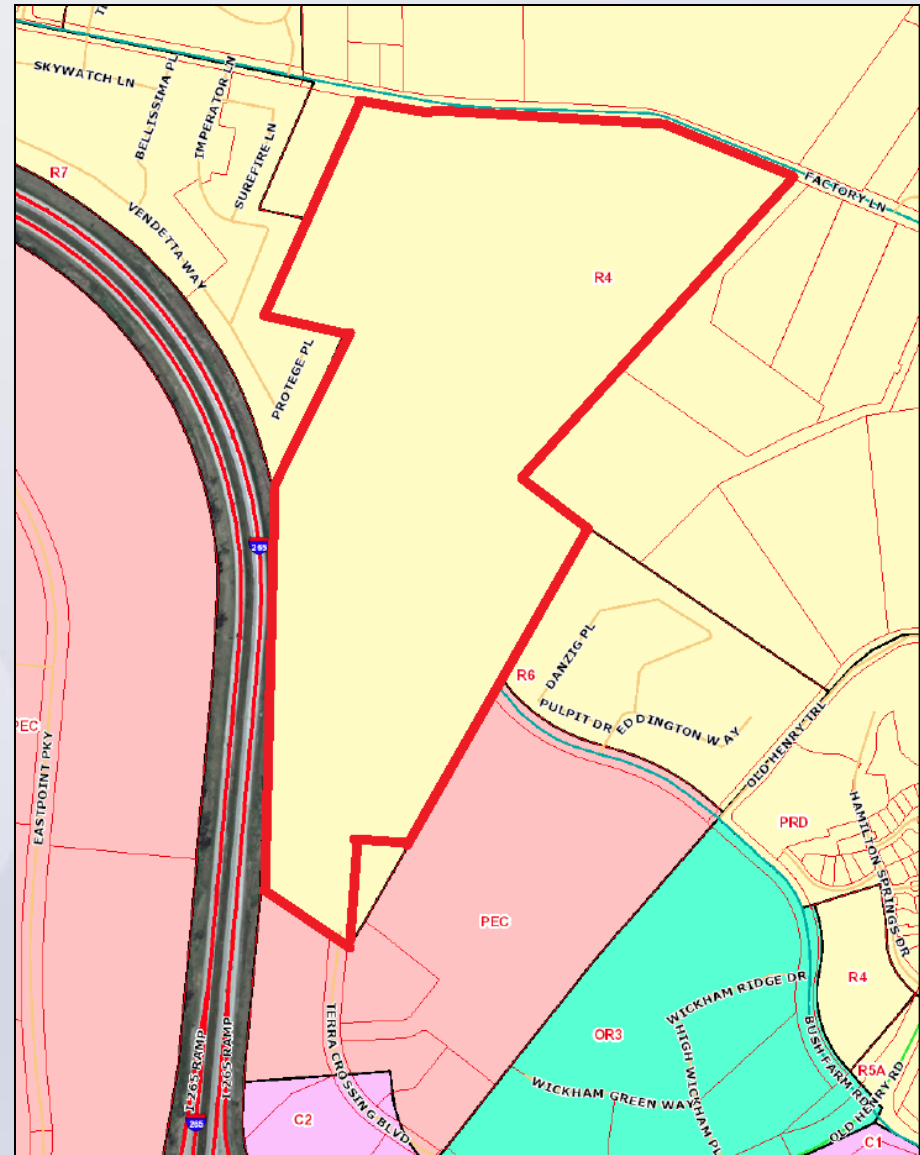 SKYWATCH LN
BELLISSIMA PL
IMPERATOR LN
SUREFIRE LN
R7
VENDETTA WAY
FACTORY LN
R4
PROTEGE PL
265
DANZIG PL
R6
PULPIT DR
EDDINGTON WAY
OLD HENRY TRL
PEC
EASTPOINT PKY
PRD
HAMILTON SPRINGS DR
PEC
R4
WICKHAM RIDGE DR
OR3
HIGH WICKHAM PL
BUSH FARM RD
TERRA CROSSING BLVD
I 265 RAMP
I 265 RAMP
WICKHAM GREEN WAY
R5A
OLD HENRY RD
265
C2
C1